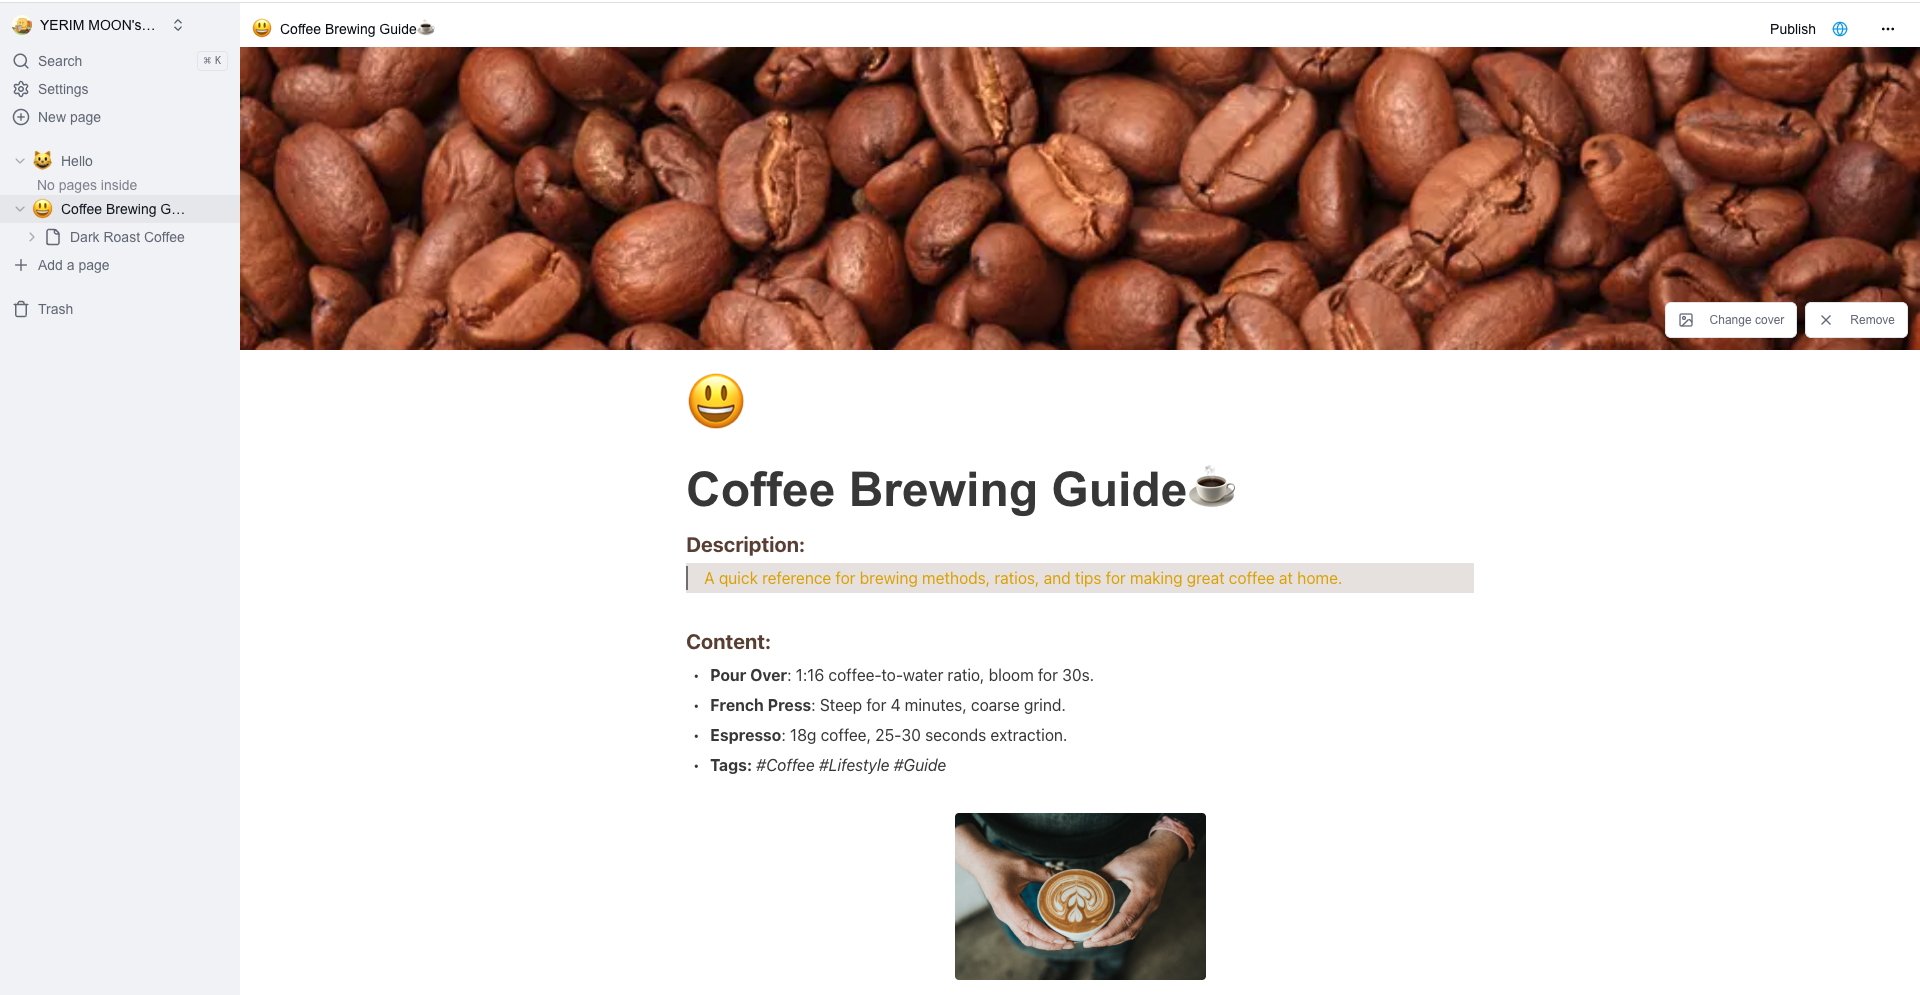 YERIM MOON's...
Search ⌘ K
Settings
New page
Hello
No pages inside
Coffee Brewing G...
Dark Roast Coffee
Add a page
Trash
Coffee Brewing Guide☕
Publish
Change cover
Remove
Coffee Brewing Guide☕
Description:
A quick reference for brewing methods, ratios, and tips for making great coffee at home.
Content:
• Pour Over: 1:16 coffee-to-water ratio, bloom for 30s.
• French Press: Steep for 4 minutes, coarse grind.
• Espresso: 18g coffee, 25-30 seconds extraction.
• Tags: #Coffee #Lifestyle #Guide